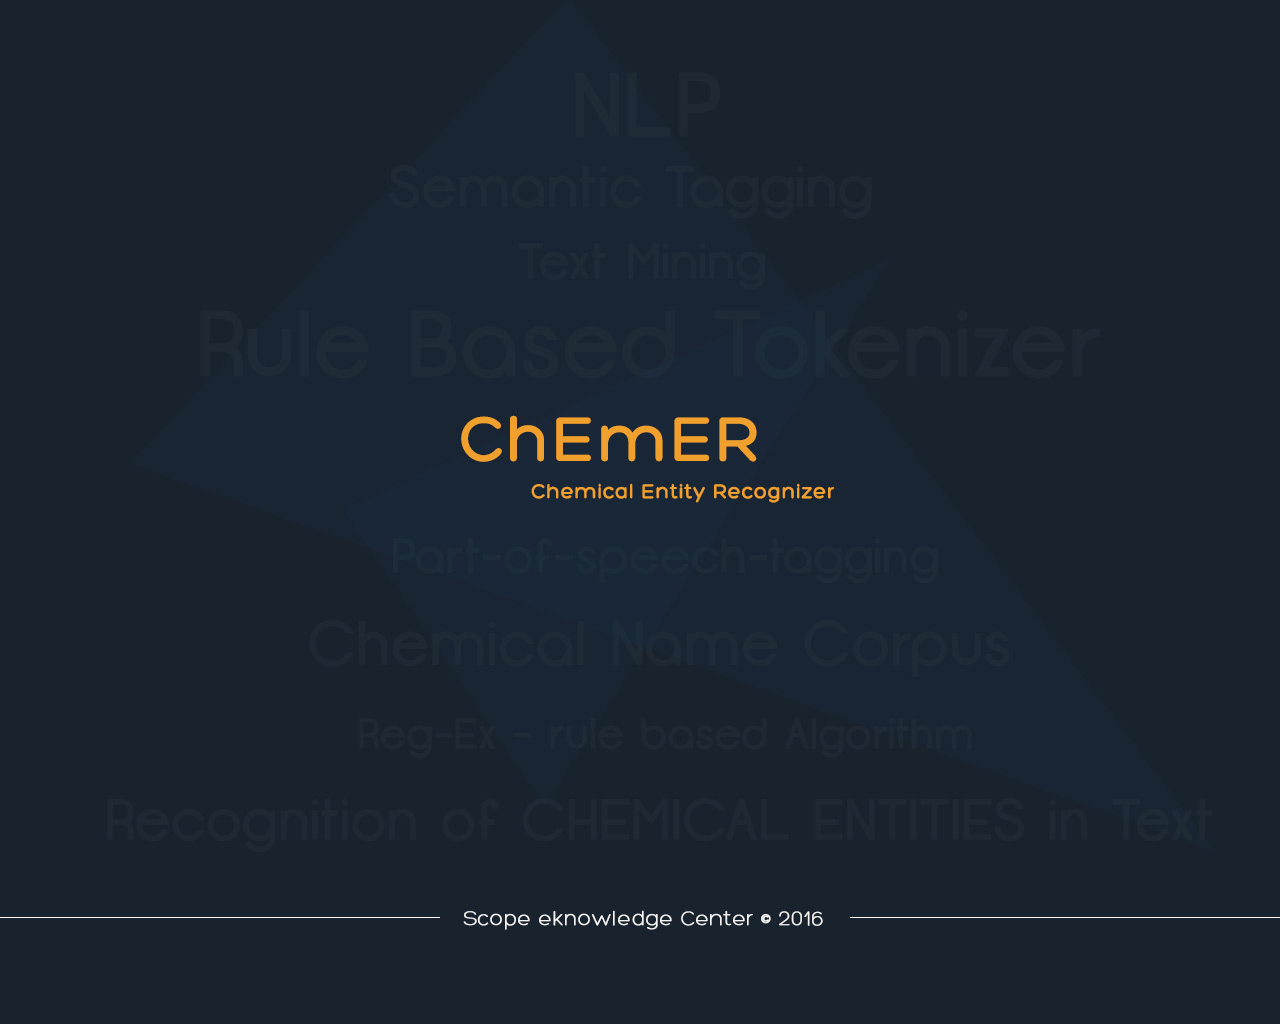 NLP
Semantic Tagging
Text Mining
Rule Based Tokenizer
ChEmER
Chemical Entity Recognizer
Part-of-speech-tagging
Chemical Name Corpus
Reg-Ex - rule based Algorithm
Recognition of CHEMICAL ENTITIES in Text
Scope eknowledge Center © 2016